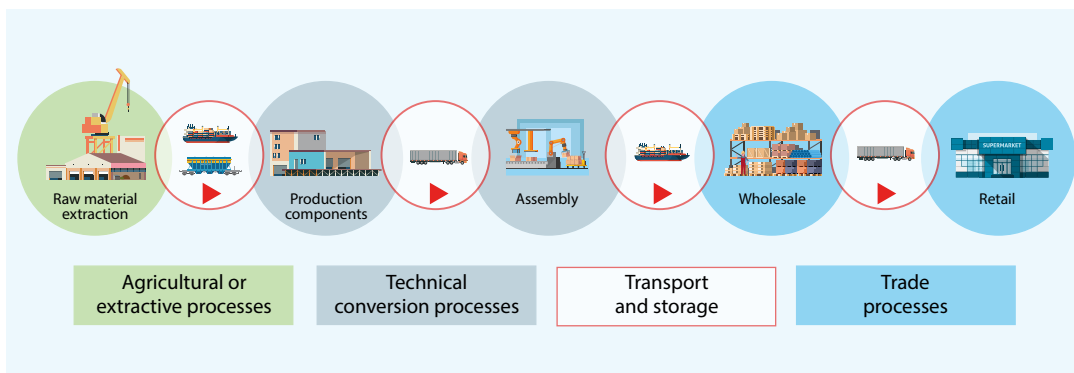 Raw material
extraction
Production
components
Assembly
Wholesale
SUPERMARKET
Retail
Agricultural or
extractive processes
Technical
conversion processes
Transport
and storage
Trade
processes